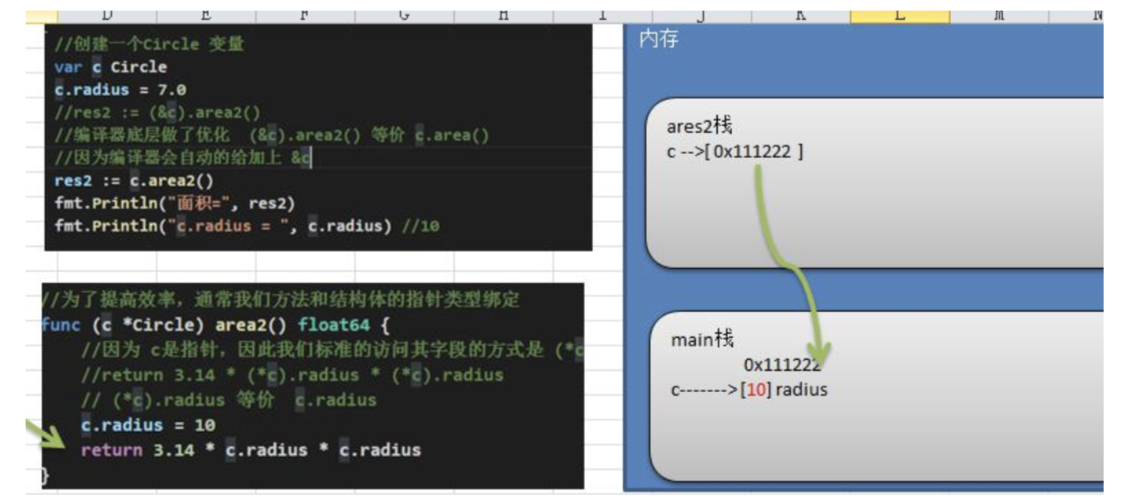 D E F G H I J K L M N
//创建一个Circle 变量
var c Circle
c.radius = 7.0
//res2 := (&c).area2()
//编译器底层做了优化 (&c).area2() 等价 c.area()
//因为编译器会自动的给加上 &c
res2 := c.area2()
fmt.Println("面积=", res2)
fmt.Println("c.radius = ", c.radius) //10
//为了提高效率，通常我们方法和结构体的指针类型绑定
func (c *Circle) area2() float64 {
//因为 c是指针，因此我们标准的访问其字段的方式是 (*c
//return 3.14 * (*c).radius * (*c).radius
// (*c).radius 等价 c.radius
c.radius = 10
return 3.14 * c.radius * c.radius
}
内存
ares2栈
c -->[ 0x111222 ]
main栈
0x111222
c------->[10] radius